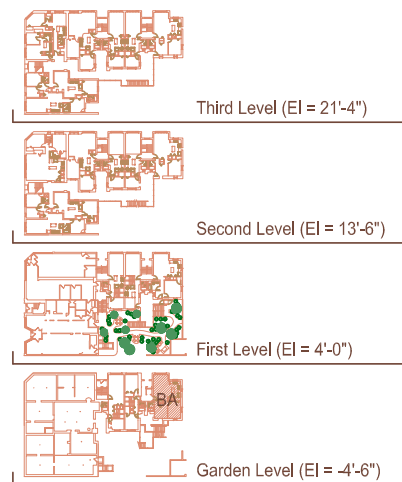 Third Level (El = 21'-4")
Second Level (El = 13'-6")
First Level (El = 4'-0")
BA
Garden Level (El = -4'-6")